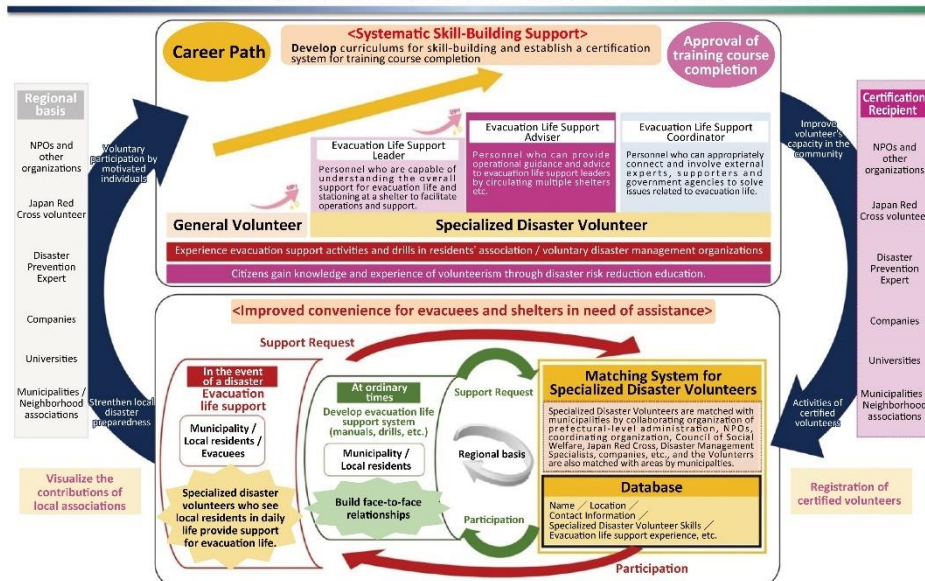 <Systematic Skill-Building Support>
Develop curriculums for skill-building and establish a certification
system for training course completion
Career Path
Approval of
training course
completion
Regional
basis
NPOs and
other
organizations
Japan Red
Cross volunteer
Disaster
Prevention
Expert
Companies
Universities
Municipalities /
Neighborhood
associations
Voluntary
participation by
motivated
individuals
Strenthen local
disaster
preparedness
Evacuation Life Support
Leader
Personnel who are capable of
understanding the overall
support for evacuation life and
stationing at a shelter to facilitate
operations and support.
Evacuation Life Support
Adviser
Personnel who can provide
operational guidance and advice
to evacuation life support leaders
by circulating multiple shelters
etc.
Evacuation Life Support
Coordinator
Personnel who can appropriately
connect and involve external
experts, supporters and
government agencies to solve
issues related to evacuation life.
General Volunteer
Specialized Disaster Volunteer
Experience evacuation support activities and drills in residents' association / voluntary disaster management organizations
Citizens gain knowledge and experience of volunteerism through disaster risk reduction education.
Improve
volunteer's
capacity in the
community
Activities of
certified
volunteers
Certification
Recipient
NPOs and
other
organizations
Japan Red
Cross volunteer
Disaster
Prevention
Expert
Companies
Universities
Municipalities /
Neighborhood
associations
<Improved convenience for evacuees and shelters in need of assistance>
Support Request
In the event
of a disaster
Evacuation
life support
Municipality /
Local residents /
Evacuees
Specialized disaster
volunteers who see
local residents in daily
life provide support
for evacuation life.
At ordinary
times
Develop evacuation life
support system
(manuals, drills, etc.)
Municipality /
Local residents
Build face-to-face
relationships
Support Request
Regional basis
Participation
Matching System for
Specialized Disaster Volunteers
Specialized Disaster Volunteers are matched with
municipalities by collaborating organization of
prefectural-level administration, NPOs,
coordinating organization, Council of Social
Welfare, Japan Red Cross, Disaster Management
Specialists, companies, etc., and the Volunterrs are
also matched with areas by municipalities.
Database
Name ／ Location ／
Contact Information ／
Specialized Disaster Volunteer Skills ／
Evacuation life support experience, etc.
Participation
Visualize the
contributions of
local associations
Registration of
certified volunteers